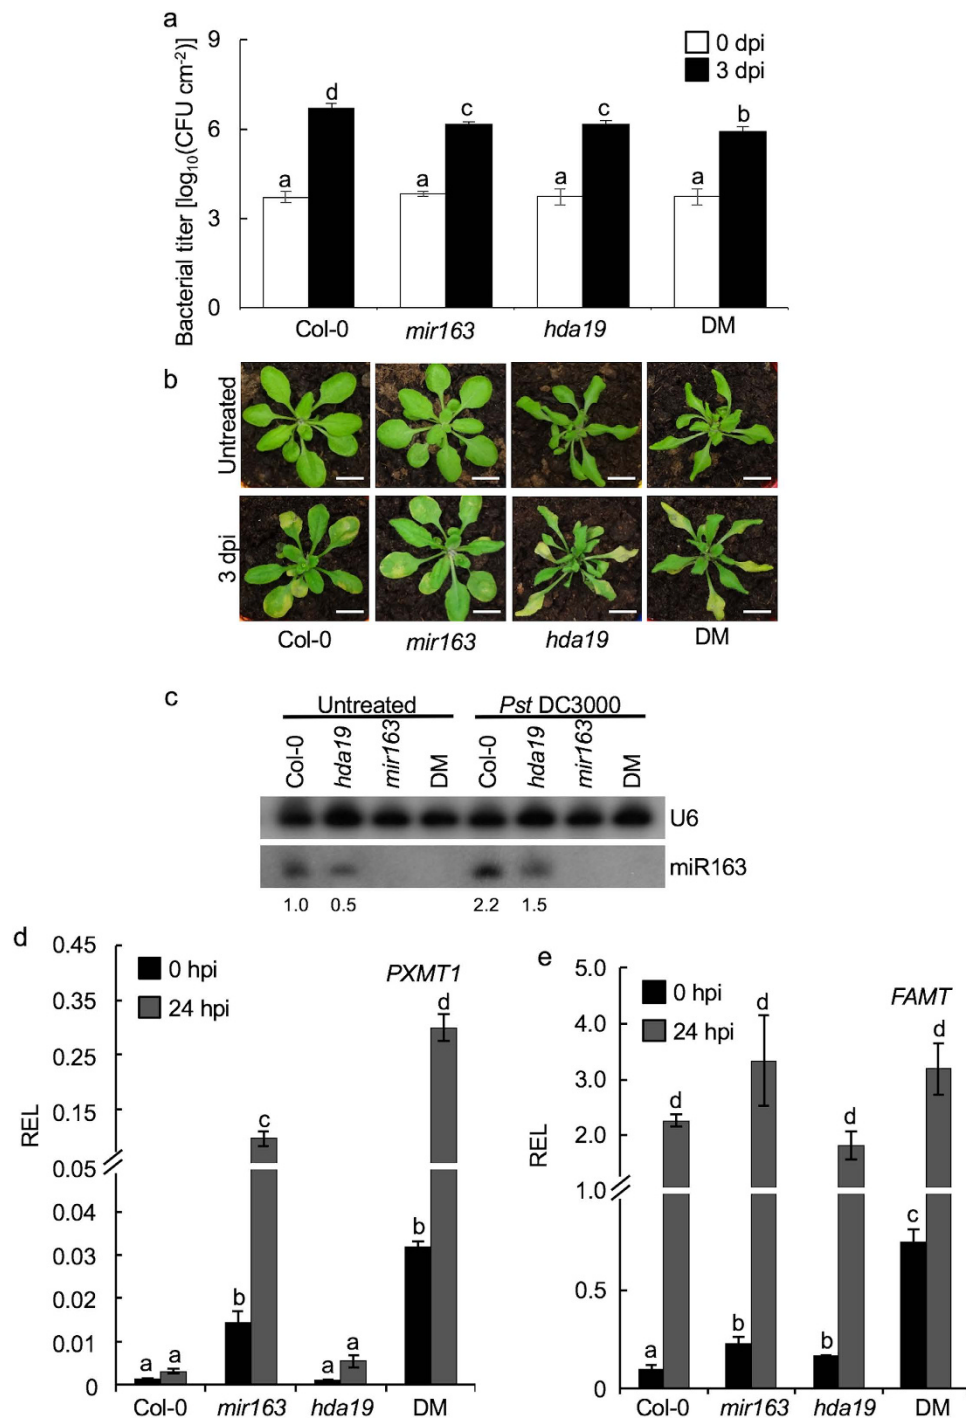 a
Bacterial titer [log10(CFU cm-2)]
9
6
3
0
0 dpi
3 dpi
a d
a c
a c
a b
Col-0 mir163 hda19 DM
b
Untreated
3 dpi
Col-0 mir163 hda19 DM
c
Untreated Pst DC3000
Col-0 hda19 mir163 DM Col-0 hda19 mir163 DM
U6
miR163
1.0 0.5 2.2 1.5
d
REL
0.45
0.35
0.25
0.15
0.05
0.04
0.03
0.02
0.01
0
0 hpi
24 hpi
PXMT1
a a
b c
a a
b d
Col-0 mir163 hda19 DM
e
REL
5.0
4.0
3.0
2.0
1.0
0.5
0
0 hpi
24 hpi
FAMT
a d
b d
b d
c d
Col-0 mir163 hda19 DM